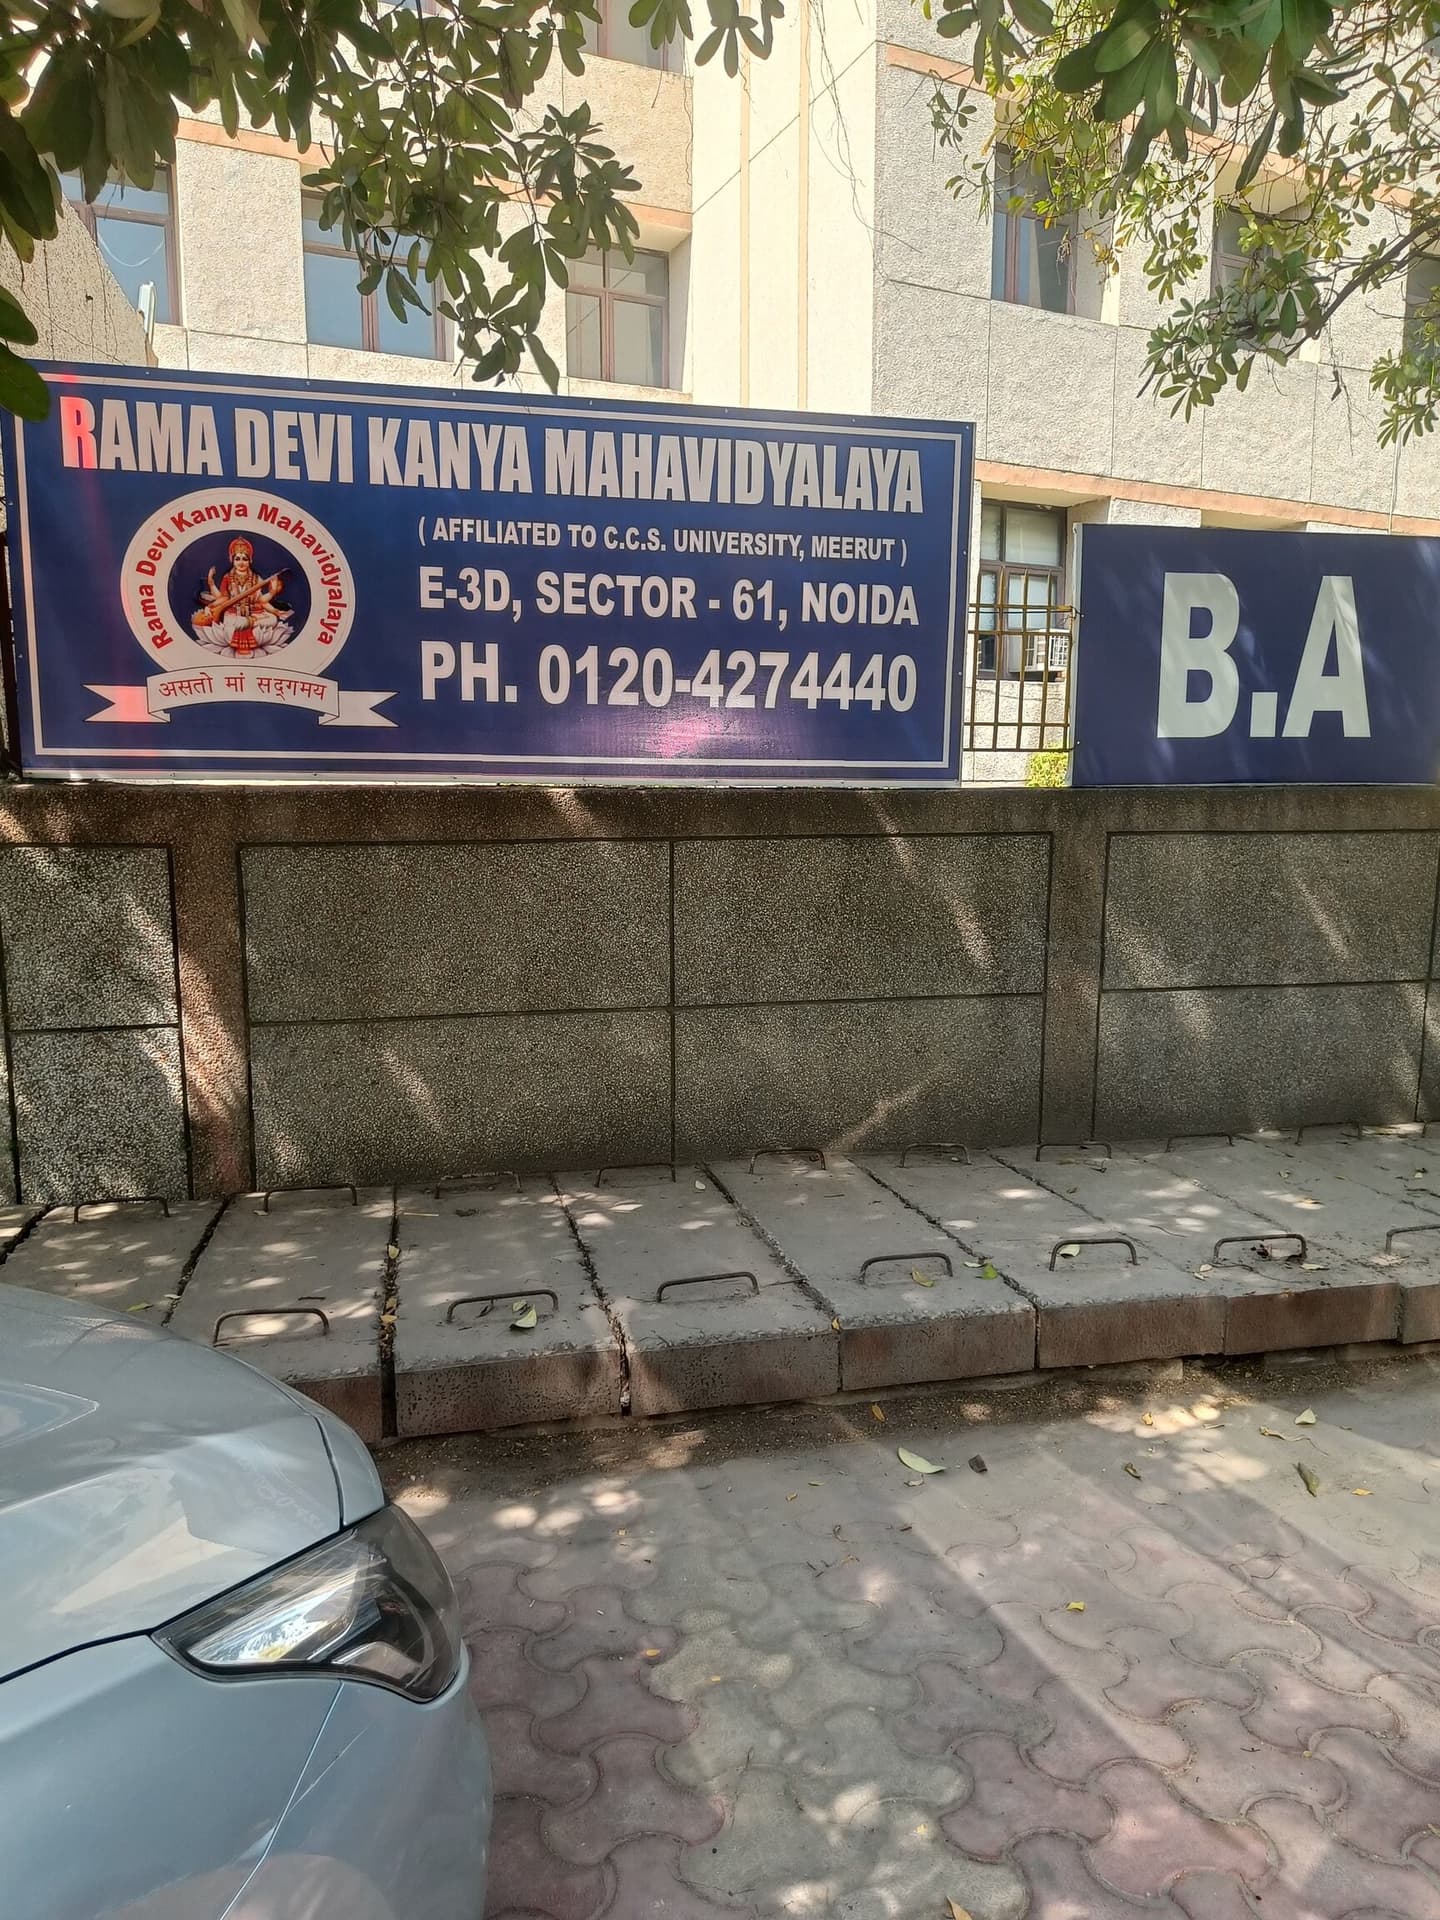 RAMA DEVI KANYA MAHAVIDYALAYA
Rama Devi Kanya Mahavidyalaya
असतो मां सद्गमय
( AFFILIATED TO C.C.S. UNIVERSITY, MEERUT )
E-3D, SECTOR - 61, NOIDA
PH. 0120-4274440
B.A